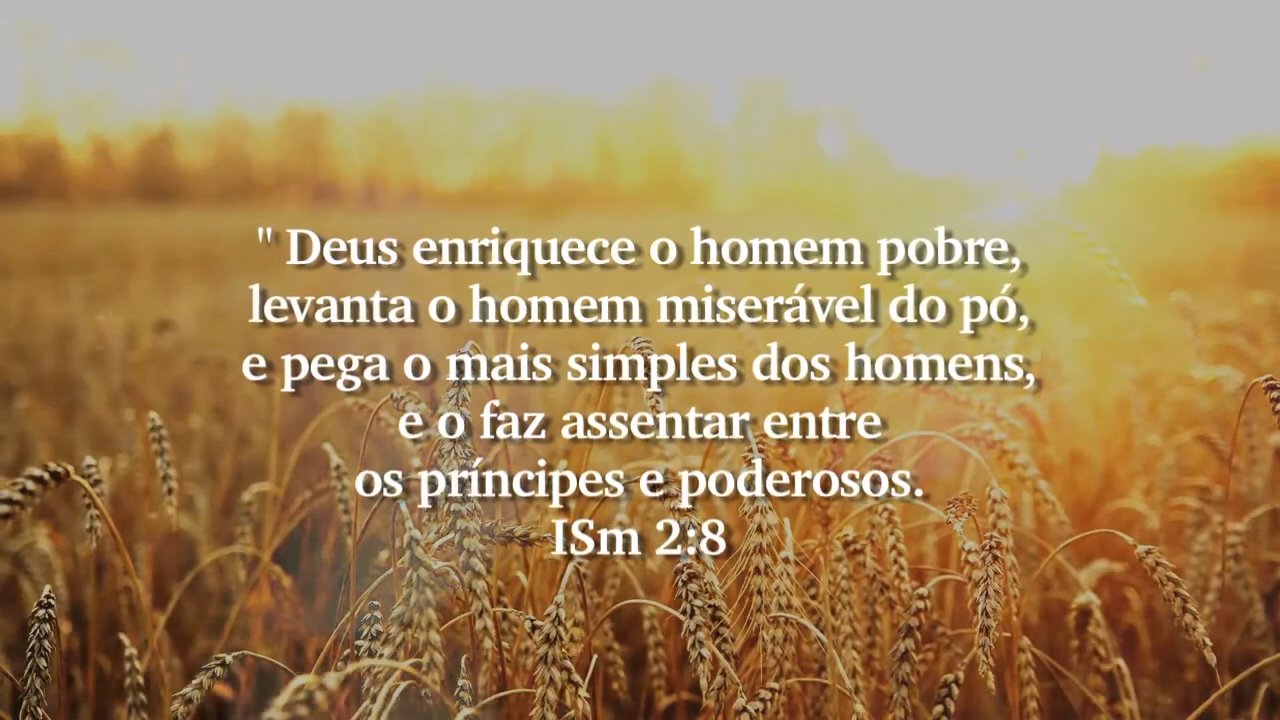 " Deus enriquece o homem pobre,
levanta o homem miserável do pó,
e pega o mais simples dos homens,
e o faz assentar entre
os príncipes e poderosos.
ISm 2:8